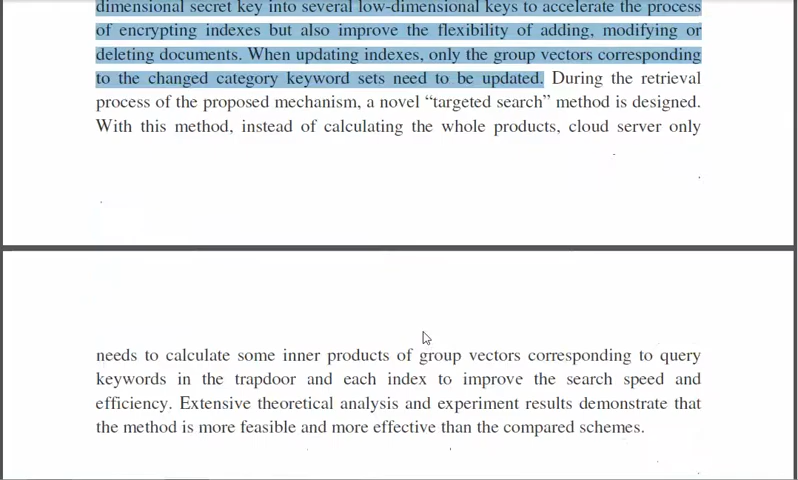 dimensional secret key into several low-dimensional keys to accelerate the process
of encrypting indexes but also improve the flexibility of adding, modifying or
deleting documents. When updating indexes, only the group vectors corresponding
to the changed category keyword sets need to be updated. During the retrieval
process of the proposed mechanism, a novel “targeted search” method is designed.
With this method, instead of calculating the whole products, cloud server only
needs to calculate some inner products of group vectors corresponding to query
keywords in the trapdoor and each index to improve the search speed and
efficiency. Extensive theoretical analysis and experiment results demonstrate that
the method is more feasible and more effective than the compared schemes.